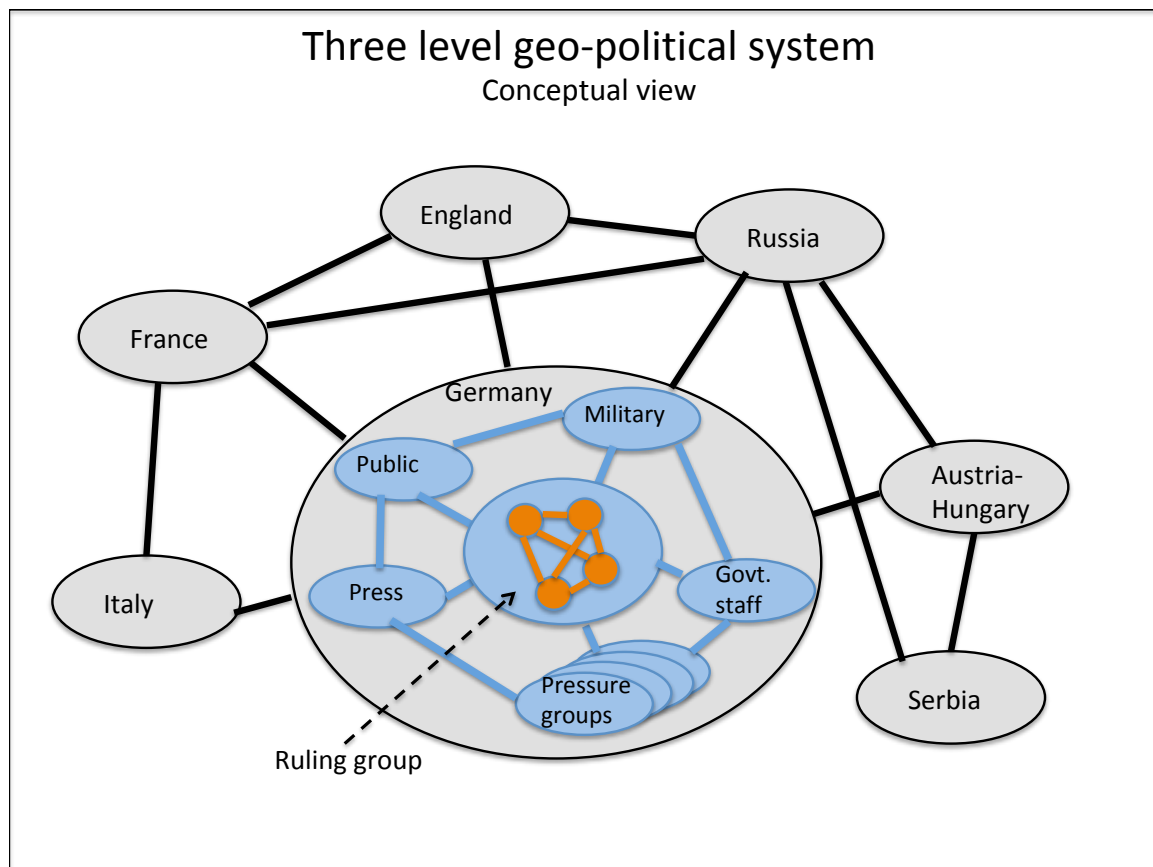 Three level geo-political system
Conceptual view
England
Russia
France
Germany
Military
Public
Austria-
Hungary
Italy
Press
Govt.
staff
Pressure
groups
Serbia
Ruling group